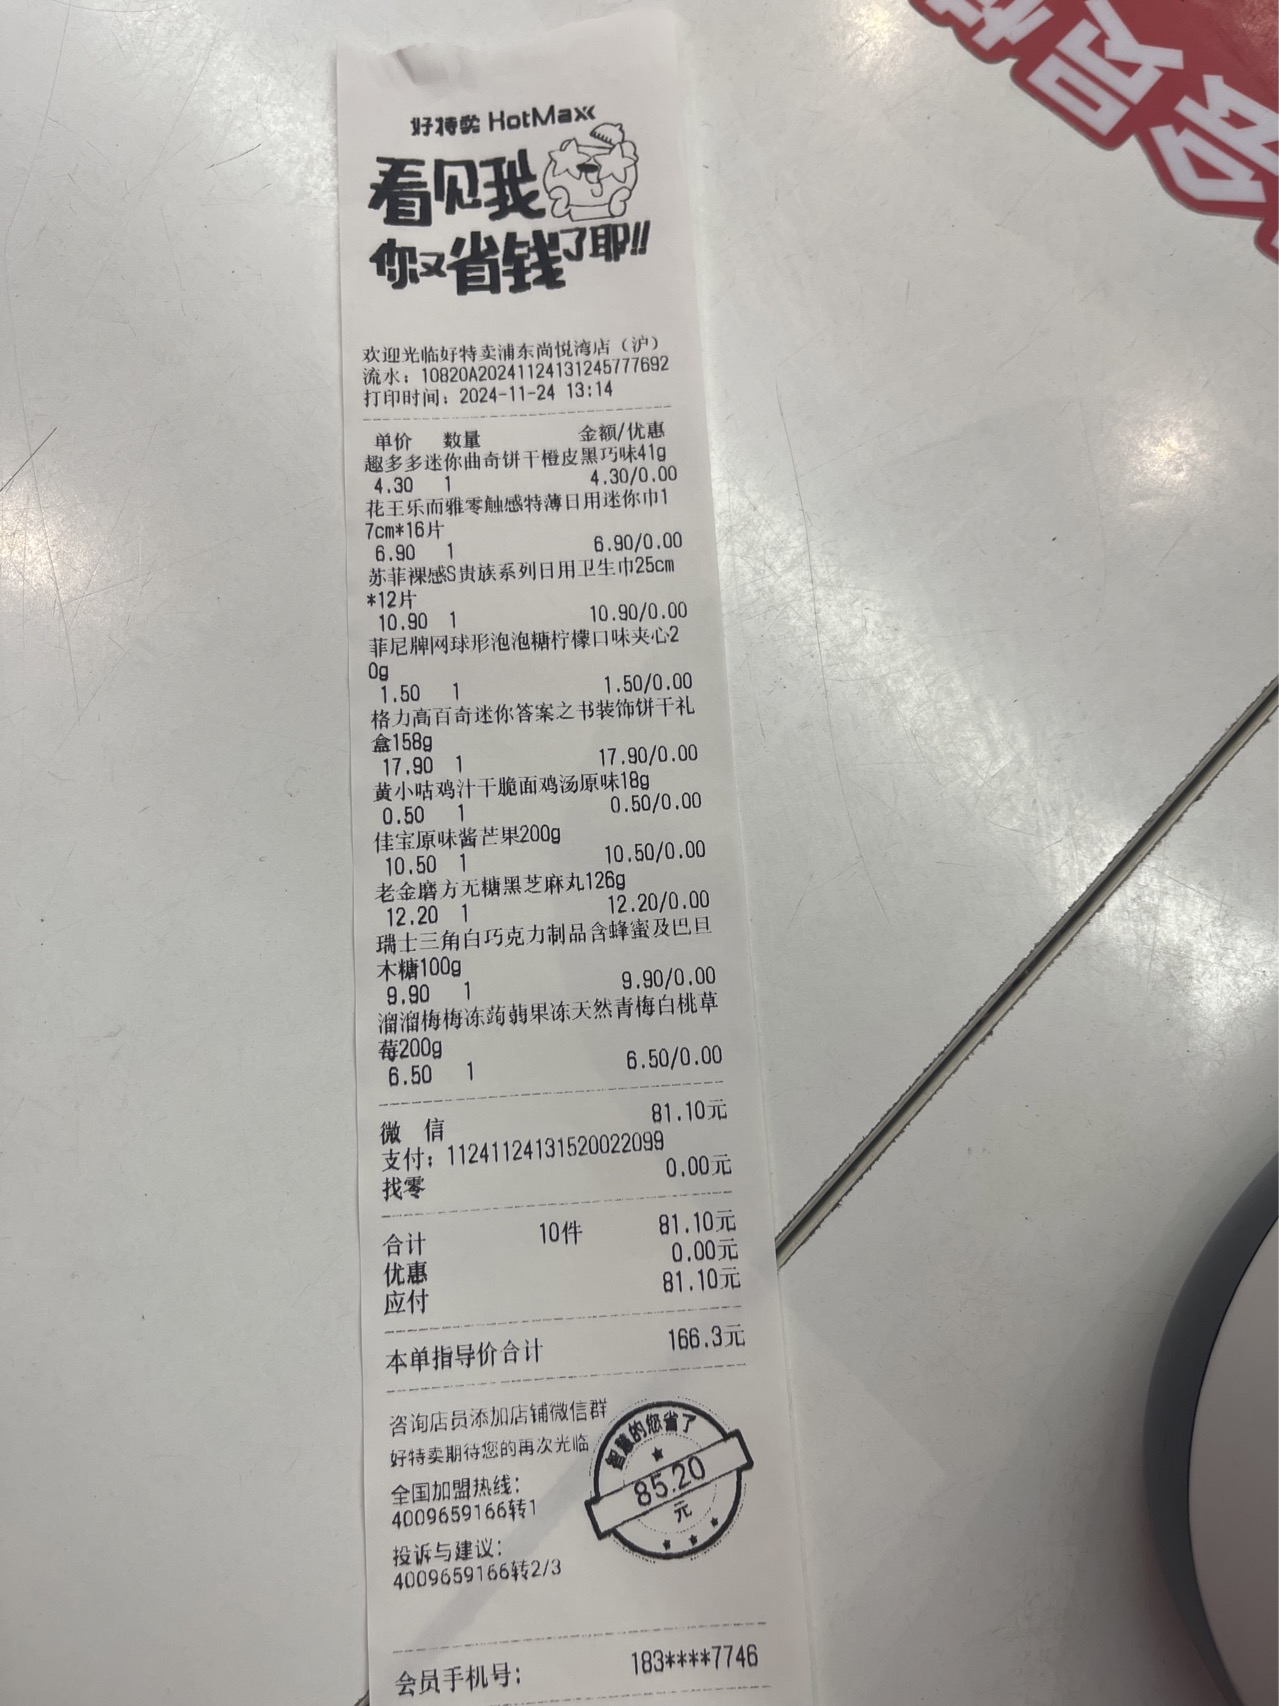 好特卖 HotMaxx
看见我
你又省钱了耶!!
欢迎光临好特卖浦东尚悦湾店（沪）
流水：10820A20241124131245777692
打印时间：2024-11-24 13:14
单价 数量 金额/优惠
趣多多迷你曲奇饼干橙皮黑巧味41g
4.30 1 4.30/0.00
花王乐而雅零触感特薄日用迷你巾1
7cm*16片
6.90 1 6.90/0.00
苏菲裸感S贵族系列日用卫生巾25cm
*12片
10.90 1 10.90/0.00
菲尼牌网球形泡泡糖柠檬口味夹心2
0g
1.50 1 1.50/0.00
格力高百奇迷你答案之书装饰饼干礼
盒158g
17.90 1 17.90/0.00
黄小咕鸡汁干脆面鸡汤原味18g
0.50 1 0.50/0.00
佳宝原味酱芒果200g
10.50 1 10.50/0.00
老金磨方无糖黑芝麻丸126g
12.20 1 12.20/0.00
瑞士三角白巧克力制品含蜂蜜及巴旦
木糖100g
9.90 1 9.90/0.00
溜溜梅梅冻蒟蒻果冻天然青梅白桃草
莓200g
6.50 1 6.50/0.00
微 信 81.10元
支付：11241124131520022099
找零 0.00元
合计 10件 81.10元
优惠 0.00元
应付 81.10元
本单指导价合计 166.3元
咨询店员添加店铺微信群
好特卖期待您的再次光临
全国加盟热线：
4009659166转1
投诉与建议：
4009659166转2/3
智慧的您省了
85.20
元
会员手机号： 183****7746